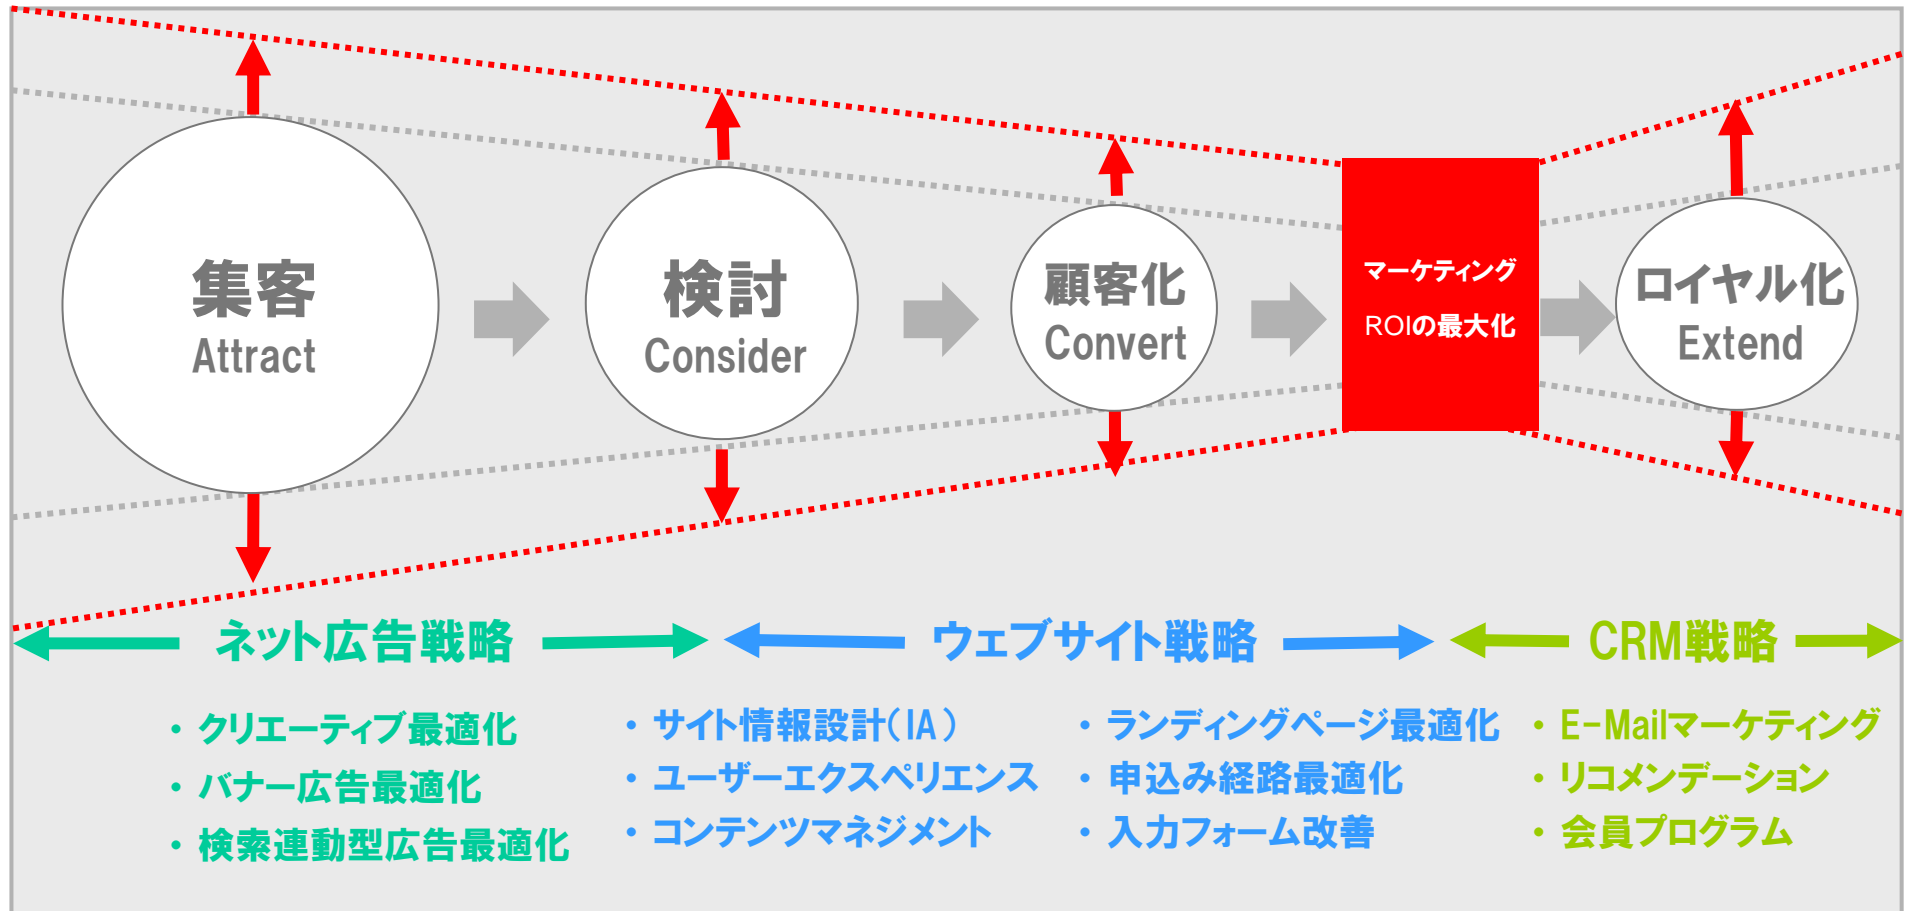 集客
Attract
検討
Consider
顧客化
Convert
マーケティング
ROIの最大化
ロイヤル化
Extend
ネット広告戦略
ウェブサイト戦略
CRM戦略
・クリエーティブ最適化
・バナー広告最適化
・検索連動型広告最適化
・サイト情報設計(IA)
・ユーザーエクスペリエンス
・コンテンツマネジメント
・ランディングページ最適化
・申込み経路最適化
・入力フォーム改善
・E-Mailマーケティング
・リコメンデーション
・会員プログラム